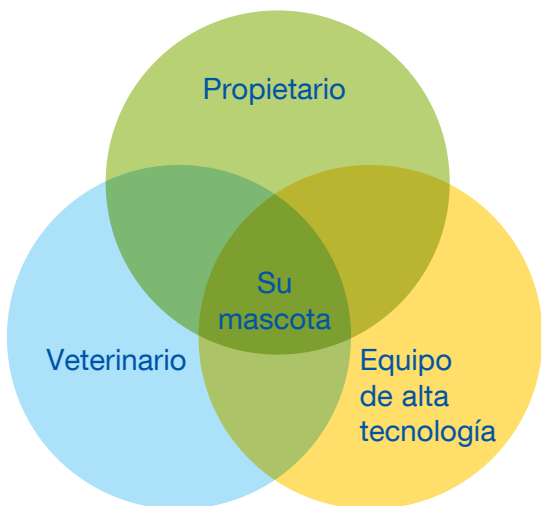 Propietario
Su
mascota
Veterinario
Equipo
de alta
tecnología